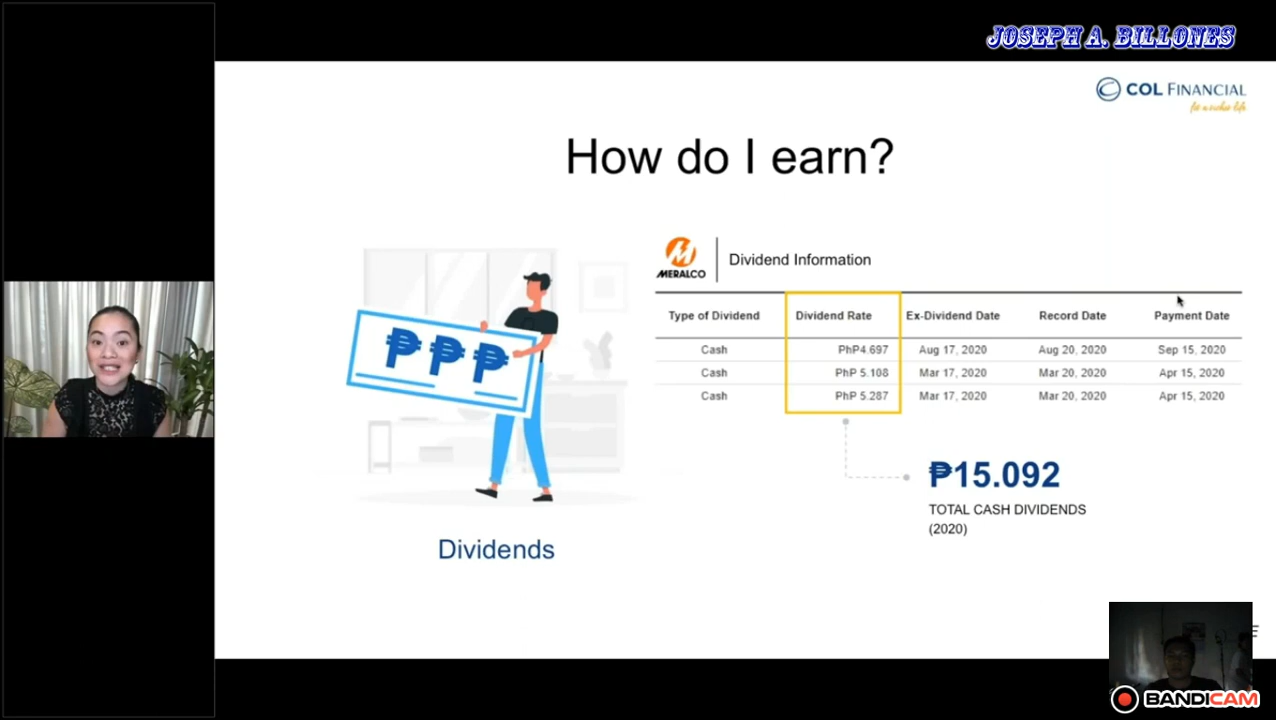 JOSEPH A. BILLONES
COL FINANCIAL
How do I earn?
MERALCO
Dividend Information
Type of Dividend Dividend Rate Ex-Dividend Date Record Date Payment Date
Cash PhP4.697 Aug 17, 2020 Aug 20, 2020 Sep 15, 2020
Cash PhP 5.108 Mar 17, 2020 Mar 20, 2020 Apr 15, 2020
Cash PhP 5.287 Mar 17, 2020 Mar 20, 2020 Apr 15, 2020
₱ ₱ ₱
₱15.092
TOTAL CASH DIVIDENDS
(2020)
Dividends
BANDICAM